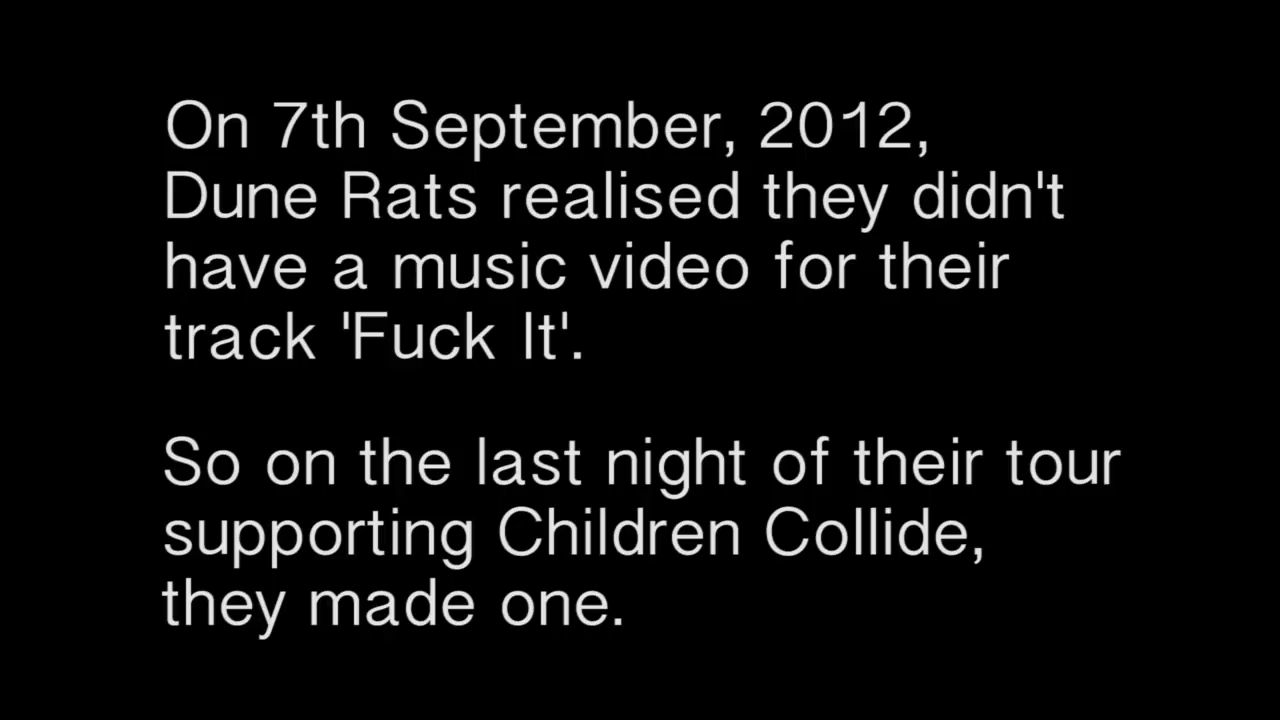 On 7th September, 2012,
Dune Rats realised they didn't
have a music video for their
track 'Fuck It'.
So on the last night of their tour
supporting Children Collide,
they made one.